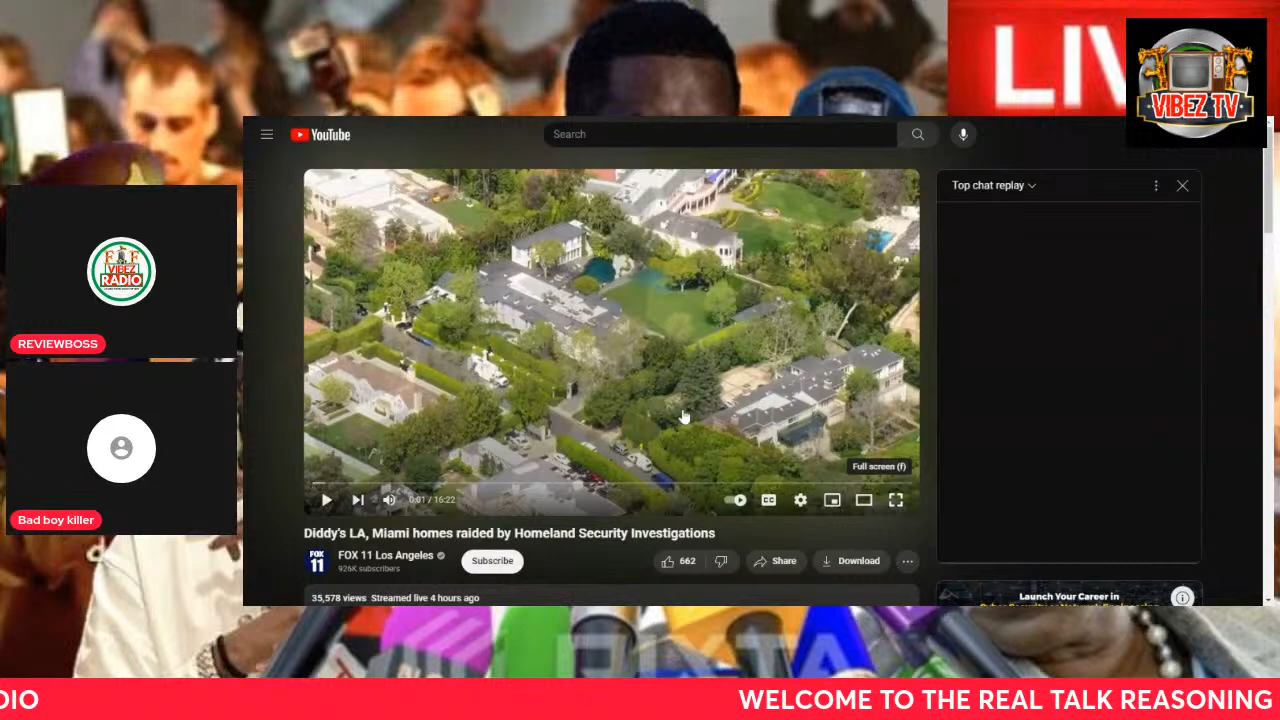 LIV
VIBEZ TV
YouTube
Search
Top chat replay
F F
VIBEZ
RADIO
REVIEWBOSS
Bad boy killer
Full screen (f)
0:01 / 16:22
CC
Diddy's LA, Miami homes raided by Homeland Security Investigations
FOX
11
FOX 11 Los Angeles
926K subscribers
Subscribe
662
Share
Download
35,578 views Streamed live 4 hours ago
Launch Your Career in
DIO
WELCOME TO THE REAL TALK REASONING